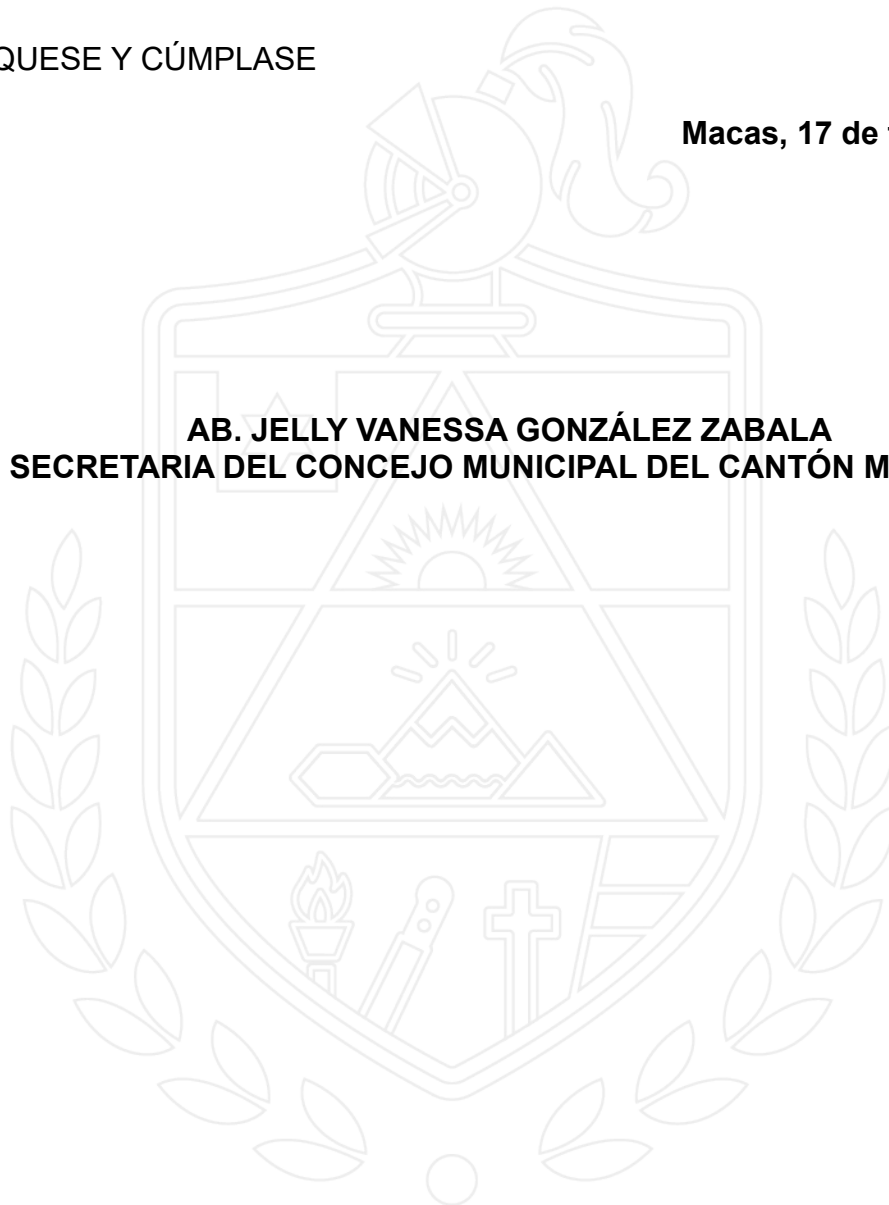 QUESE Y CÚMPLASE
Macas, 17 de
AB. JELLY VANESSA GONZÁLEZ ZABALA
SECRETARIA DEL CONCEJO MUNICIPAL DEL CANTÓN M